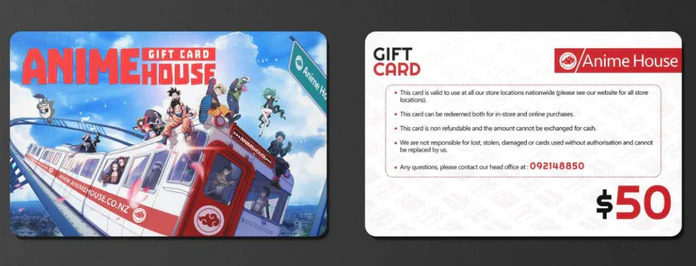 ANIME GIFT CARD
HOUSE
Anime Ho
WWW.ANIMEHOUSE.CO.NZ
GIFT
CARD
Anime House
• This card is valid to use at all our store locations nationwide (please see our website for all store
locations).
• This card can be redeemed both for in-store and online purchases.
• This card is non refundable and the amount cannot be exchanged for cash.
• We are not responsible for lost, stolen, damaged or cards used without authorisation and cannot
be replaced by us.
• Any questions, please contact our head office at : 092148850
$50